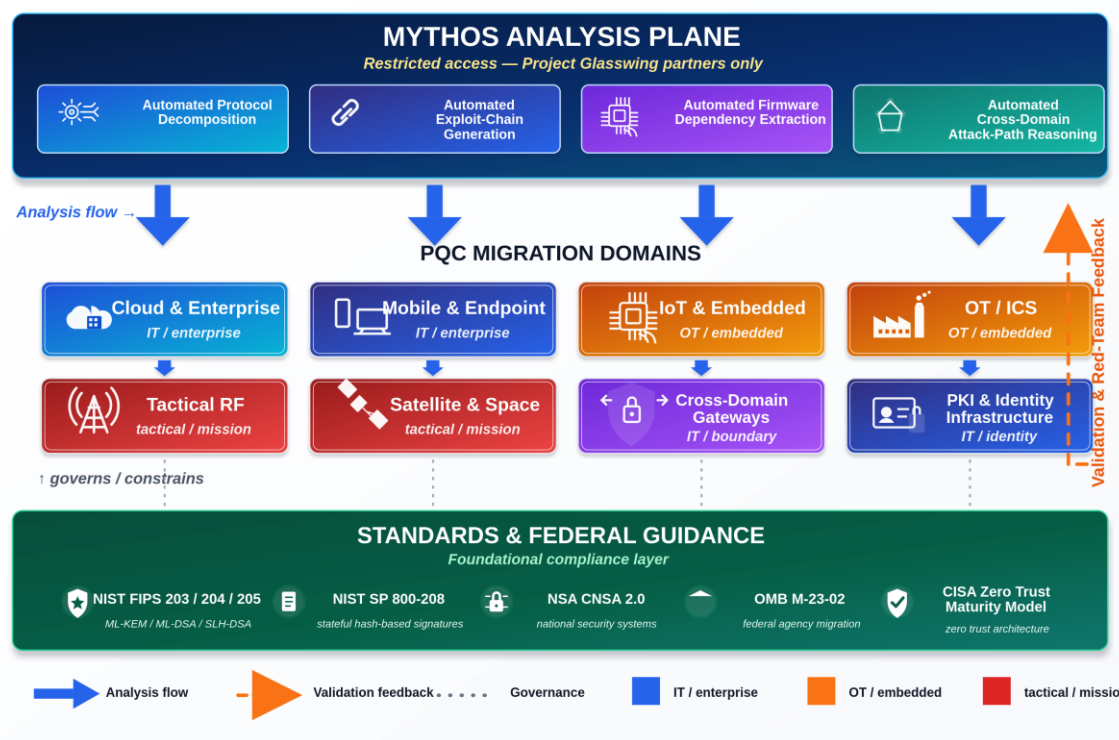 MYTHOS ANALYSIS PLANE
Restricted access — Project Glasswing partners only
Automated Protocol
Decomposition
Automated
Exploit-Chain
Generation
Automated Firmware
Dependency Extraction
Automated
Cross-Domain
Attack-Path Reasoning
Analysis flow →
PQC MIGRATION DOMAINS
Cloud & Enterprise
IT / enterprise
Mobile & Endpoint
IT / enterprise
IoT & Embedded
OT / embedded
OT / ICS
OT / embedded
Tactical RF
tactical / mission
Satellite & Space
tactical / mission
Cross-Domain
Gateways
IT / boundary
PKI & Identity
Infrastructure
IT / identity
Validation & Red-Team Feedback
↑ governs / constrains
STANDARDS & FEDERAL GUIDANCE
Foundational compliance layer
NIST FIPS 203 / 204 / 205
ML-KEM / ML-DSA / SLH-DSA
NIST SP 800-208
stateful hash-based signatures
NSA CNSA 2.0
national security systems
OMB M-23-02
federal agency migration
CISA Zero Trust
Maturity Model
zero trust architecture
Analysis flow
Validation feedback
Governance
IT / enterprise
OT / embedded
tactical / missio